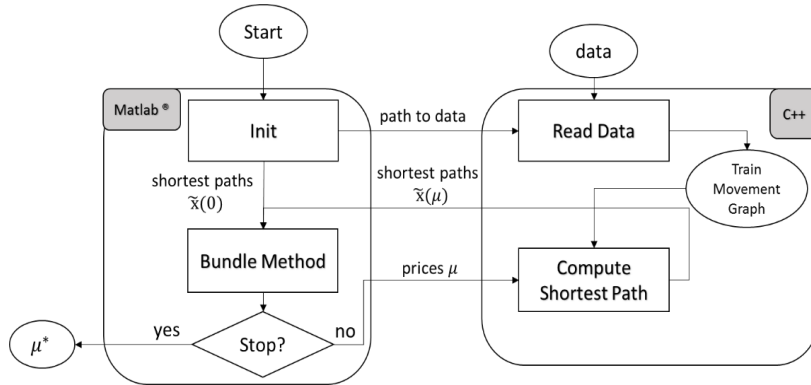 Start
data
Matlab ®
C++
Init
path to data
Read Data
shortest paths
x̃(0)
shortest paths
x̃(μ)
Train
Movement
Graph
Bundle Method
prices μ
Compute
Shortest Path
yes
no
μ*
Stop?